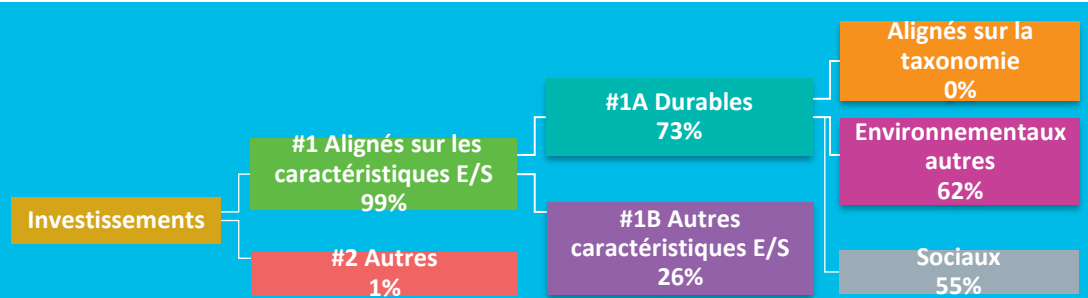 Investissements
#1 Alignés sur les
caractéristiques E/S
99%
#2 Autres
1%
#1A Durables
73%
#1B Autres
caractéristiques E/S
26%
Alignés sur la
taxonomie
0%
Environnementaux
autres
62%
Sociaux
55%